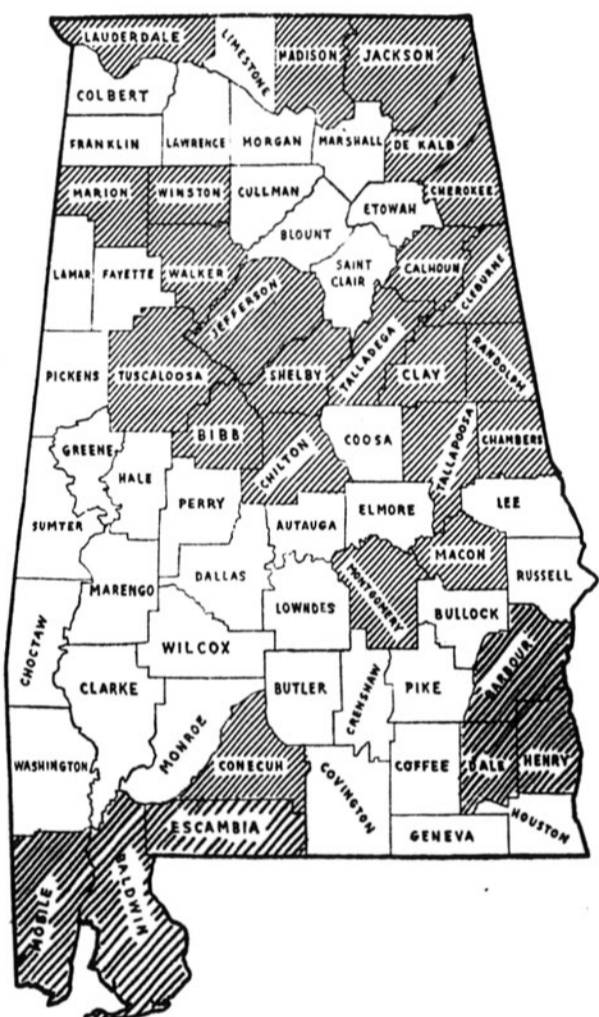 LAUDERDALE
LIMESTONE
MADISON
JACKSON
COLBERT
FRANKLIN
LAWRENCE
MORGAN
MARSHALL
DE KALB
MARION
WINSTON
CULLMAN
ETOWAH
CHEROKEE
BLOUNT
LAMAR
FAYETTE
WALKER
JEFFERSON
SAINT
CLAIR
CALHOUN
CLEBURNE
PICKENS
TUSCALOOSA
SHELBY
TALLADEGA
CLAY
RANDOLPH
GREENE
HALE
BIBB
CHILTON
COOSA
TALLAPOOSA
CHAMBERS
SUMTER
PERRY
AUTAUGA
ELMORE
LEE
MARENGO
DALLAS
LOWNDES
MONTGOMERY
MACON
RUSSELL
BULLOCK
CHOCTAW
WILCOX
CLARKE
BUTLER
CRENSHAW
PIKE
BARBOUR
WASHINGTON
MONROE
CONECUH
COVINGTON
COFFEE
DALE
HENRY
ESCAMBIA
GENEVA
HOUSTON
MOBILE
BALDWIN